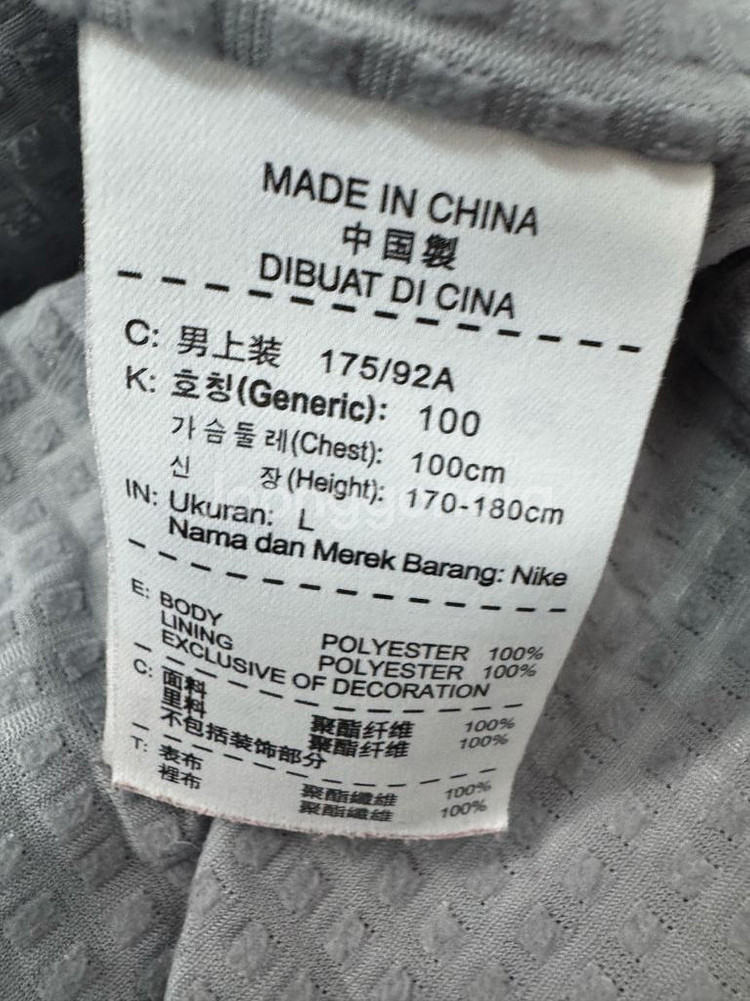 MADE IN CHINA
中国製
DIBUAT DI CINA
C: 男上装 175/92A
K: 호칭(Generic): 100
가슴둘레(Chest): 100cm
신 장(Height): 170-180cm
IN: Ukuran: L
Nama dan Merek Barang: Nike
E: BODY POLYESTER 100%
LINING POLYESTER 100%
EXCLUSIVE OF DECORATION
C: 面料 聚酯纤维 100%
里料 聚酯纤维 100%
不包括装饰部分
T: 表布 聚酯纖維 100%
裡布 聚酯纖維 100%